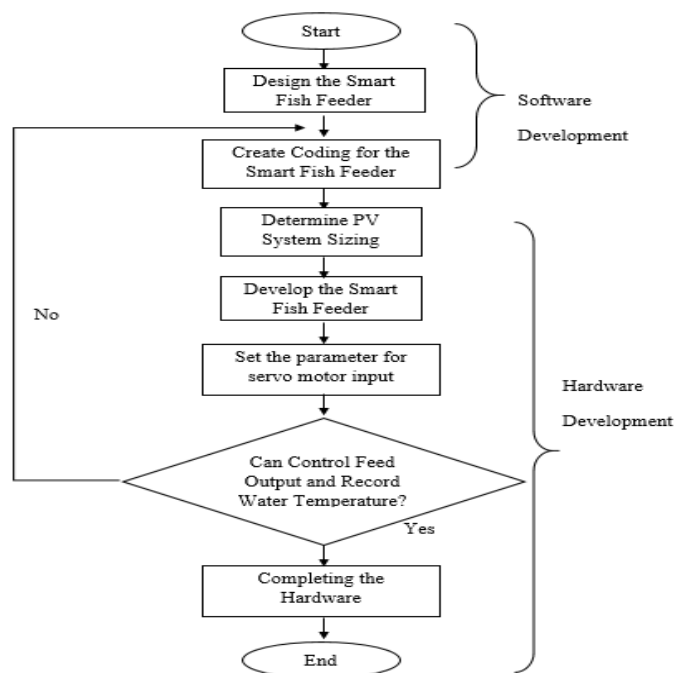 Start
Design the Smart
Fish Feeder
Software
Development
Create Coding for the
Smart Fish Feeder
Determine PV
System Sizing
Develop the Smart
Fish Feeder
No
Set the parameter for
servo motor input
Hardware
Development
Can Control Feed
Output and Record
Water Temperature?
Yes
Completing the
Hardware
End